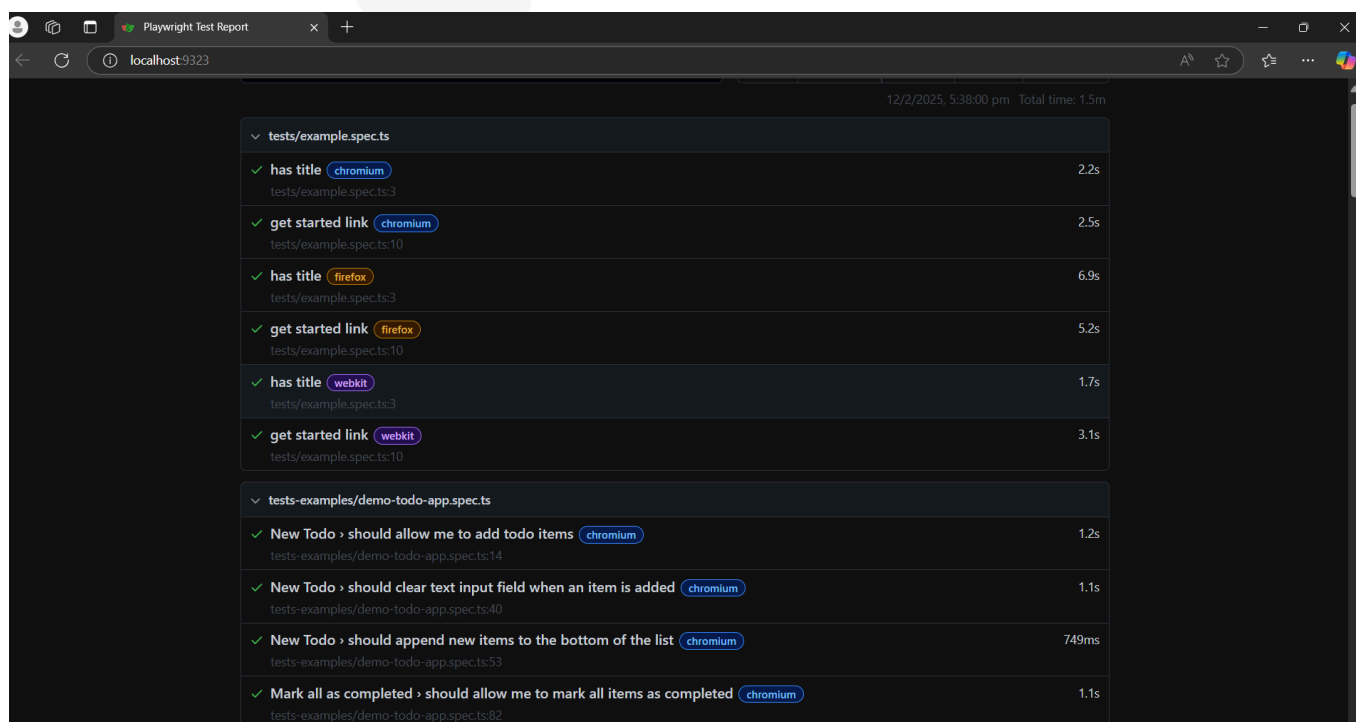 Playwright Test Report
localhost:9323
12/2/2025, 5:38:00 pm Total time: 1.5m
tests/example.spec.ts
has title chromium 2.2s
tests/example.spec.ts:3
get started link chromium 2.5s
tests/example.spec.ts:10
has title firefox 6.9s
tests/example.spec.ts:3
get started link firefox 5.2s
tests/example.spec.ts:10
has title webkit 1.7s
tests/example.spec.ts:3
get started link webkit 3.1s
tests/example.spec.ts:10
tests-examples/demo-todo-app.spec.ts
New Todo › should allow me to add todo items chromium 1.2s
tests-examples/demo-todo-app.spec.ts:14
New Todo › should clear text input field when an item is added chromium 1.1s
tests-examples/demo-todo-app.spec.ts:40
New Todo › should append new items to the bottom of the list chromium 749ms
tests-examples/demo-todo-app.spec.ts:53
Mark all as completed › should allow me to mark all items as completed chromium 1.1s
tests-examples/demo-todo-app.spec.ts:82